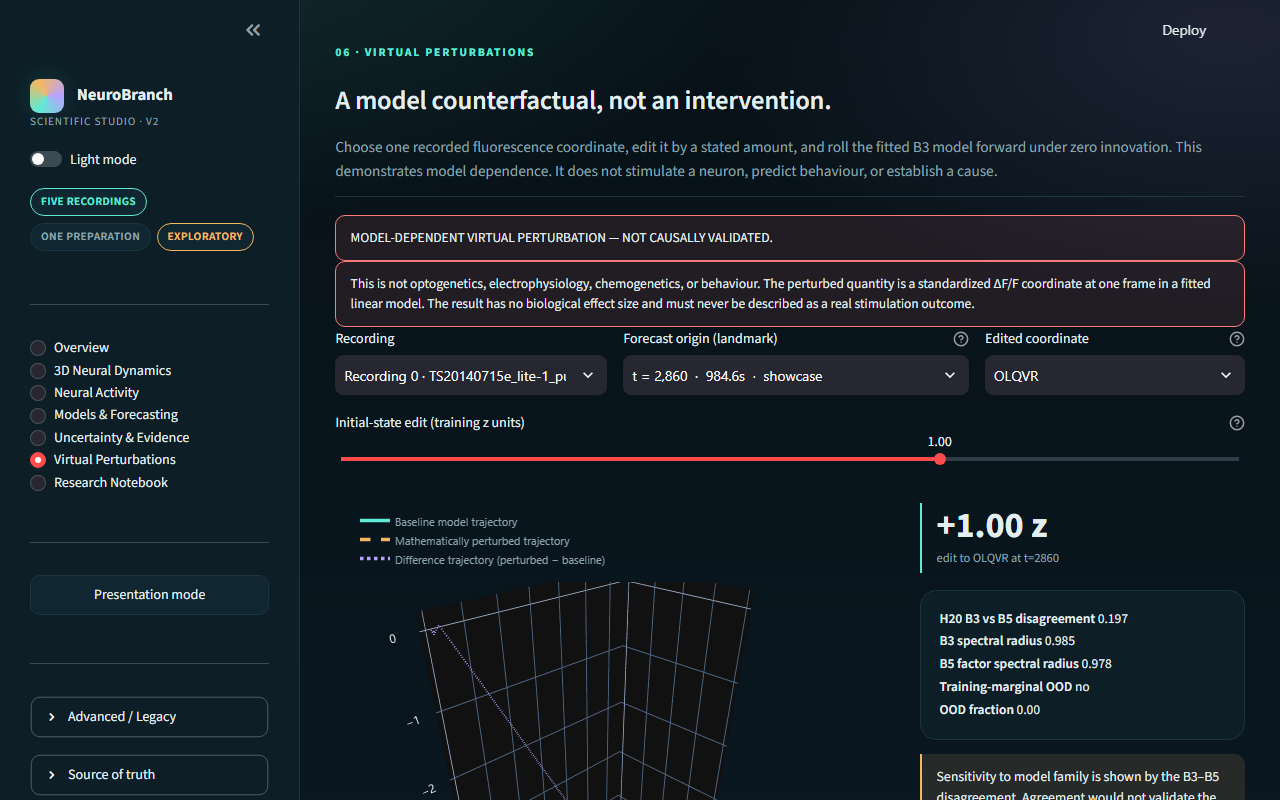 Deploy
NeuroBranch
SCIENTIFIC STUDIO · V2
Light mode
FIVE RECORDINGS
ONE PREPARATION
EXPLORATORY
Overview
3D Neural Dynamics
Neural Activity
Models & Forecasting
Uncertainty & Evidence
Virtual Perturbations
Research Notebook
Presentation mode
Advanced / Legacy
Source of truth
06 · VIRTUAL PERTURBATIONS
A model counterfactual, not an intervention.
Choose one recorded fluorescence coordinate, edit it by a stated amount, and roll the fitted B3 model forward under zero innovation. This
demonstrates model dependence. It does not stimulate a neuron, predict behaviour, or establish a cause.
MODEL-DEPENDENT VIRTUAL PERTURBATION — NOT CAUSALLY VALIDATED.
This is not optogenetics, electrophysiology, chemogenetics, or behaviour. The perturbed quantity is a standardized ΔF/F coordinate at one frame in a fitted
linear model. The result has no biological effect size and must never be described as a real stimulation outcome.
Recording
Forecast origin (landmark)
Edited coordinate
Recording 0 · TS20140715e_lite-1_pu
t = 2,860 · 984.6s · showcase
OLQVR
Initial-state edit (training z units)
1.00
Baseline model trajectory
Mathematically perturbed trajectory
Difference trajectory (perturbed − baseline)
0
−1
−2
+1.00 z
edit to OLQVR at t=2860
H20 B3 vs B5 disagreement 0.197
B3 spectral radius 0.985
B5 factor spectral radius 0.978
Training-marginal OOD no
OOD fraction 0.00
Sensitivity to model family is shown by the B3–B5
disagreement. Agreement would not validate the